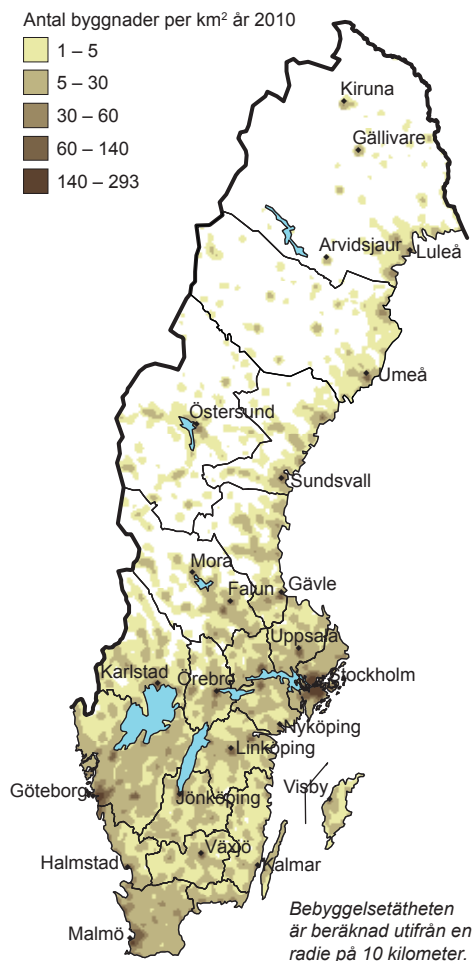 Antal byggnader per km² år 2010
1 – 5
5 – 30
30 – 60
60 – 140
140 – 293
Kiruna
Gällivare
Arvidsjaur
Luleå
Umeå
Östersund
Sundsvall
Mora
Falun
Gävle
Uppsala
Karlstad
Örebro
Stockholm
Nyköping
Linköping
Göteborg
Jönköping
Visby
Halmstad
Växjö
Kalmar
Malmö
Bebyggelsetätheten
är beräknad utifrån en
radie på 10 kilometer.